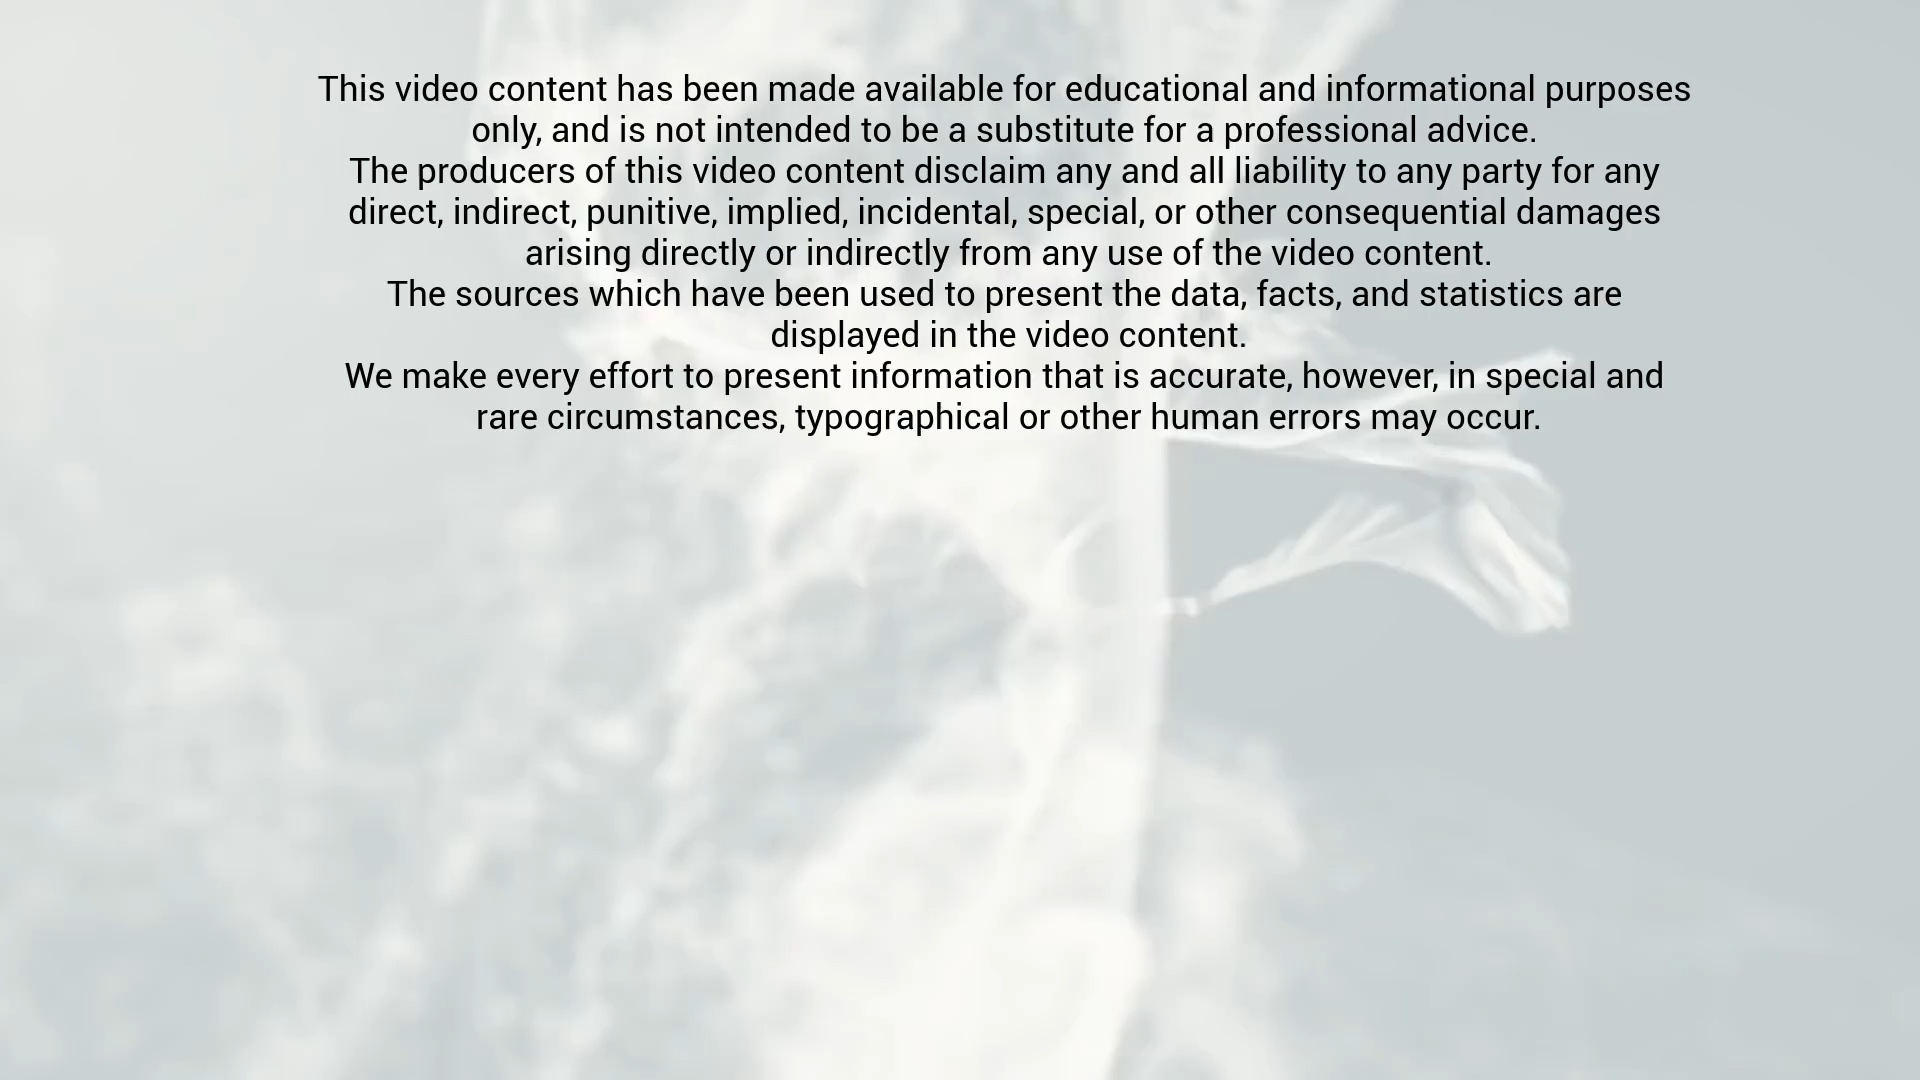 This video content has been made available for educational and informational purposes
only, and is not intended to be a substitute for a professional advice.
The producers of this video content disclaim any and all liability to any party for any
direct, indirect, punitive, implied, incidental, special, or other consequential damages
arising directly or indirectly from any use of the video content.
The sources which have been used to present the data, facts, and statistics are
displayed in the video content.
We make every effort to present information that is accurate, however, in special and
rare circumstances, typographical or other human errors may occur.